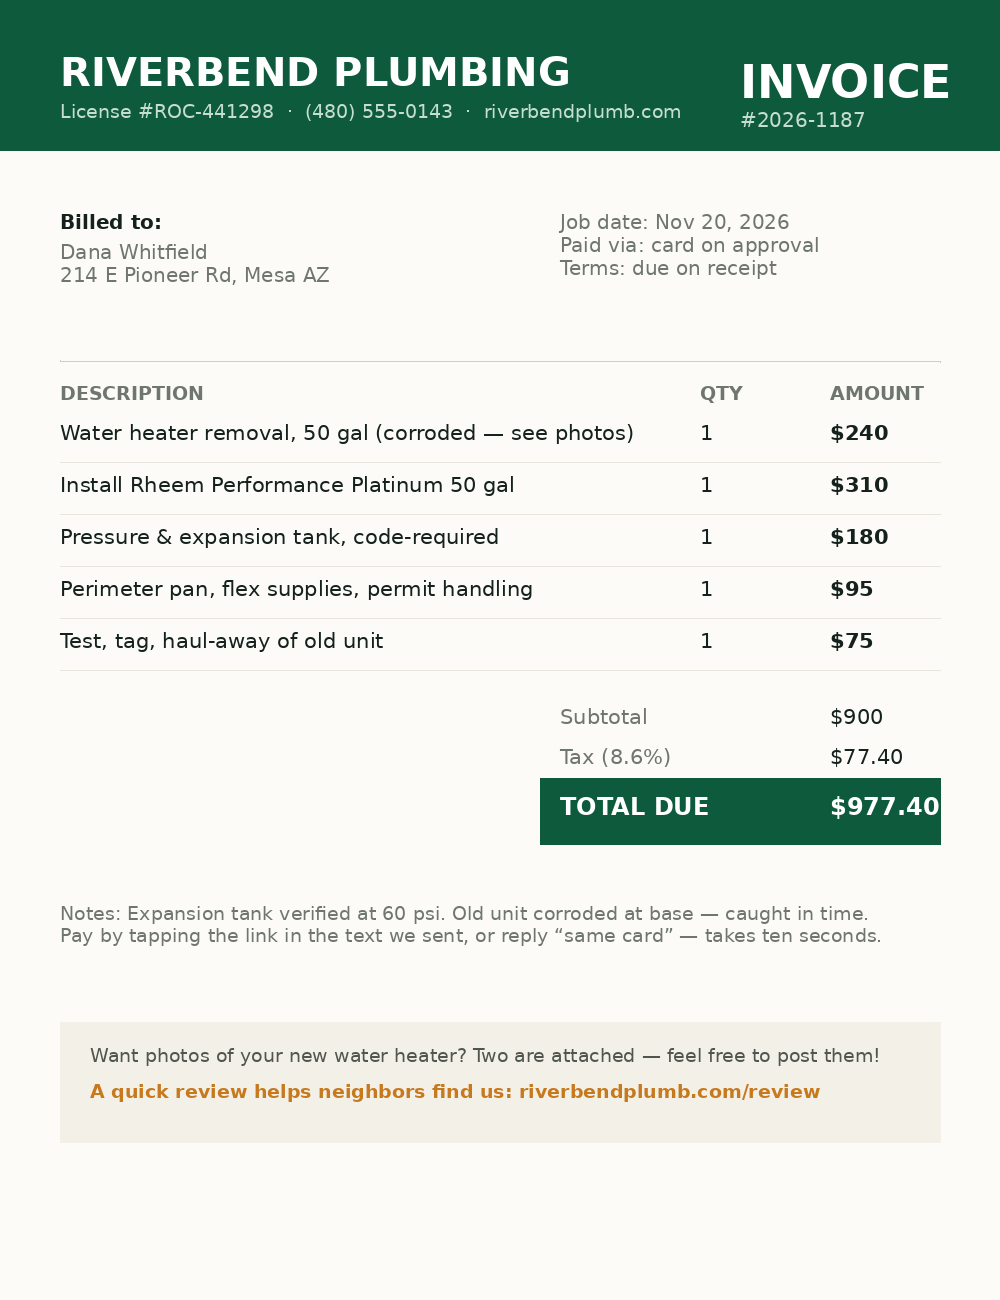 RIVERBEND PLUMBING
License #ROC-441298 · (480) 555-0143 · riverbendplumb.com
INVOICE
#2026-1187
Billed to:
Dana Whitfield
214 E Pioneer Rd, Mesa AZ
Job date: Nov 20, 2026
Paid via: card on approval
Terms: due on receipt
DESCRIPTION QTY AMOUNT
Water heater removal, 50 gal (corroded — see photos) 1 $240
Install Rheem Performance Platinum 50 gal 1 $310
Pressure & expansion tank, code-required 1 $180
Perimeter pan, flex supplies, permit handling 1 $95
Test, tag, haul-away of old unit 1 $75
Subtotal $900
Tax (8.6%) $77.40
TOTAL DUE $977.40
Notes: Expansion tank verified at 60 psi. Old unit corroded at base — caught in time.
Pay by tapping the link in the text we sent, or reply “same card” — takes ten seconds.
Want photos of your new water heater? Two are attached — feel free to post them!
A quick review helps neighbors find us: riverbendplumb.com/review